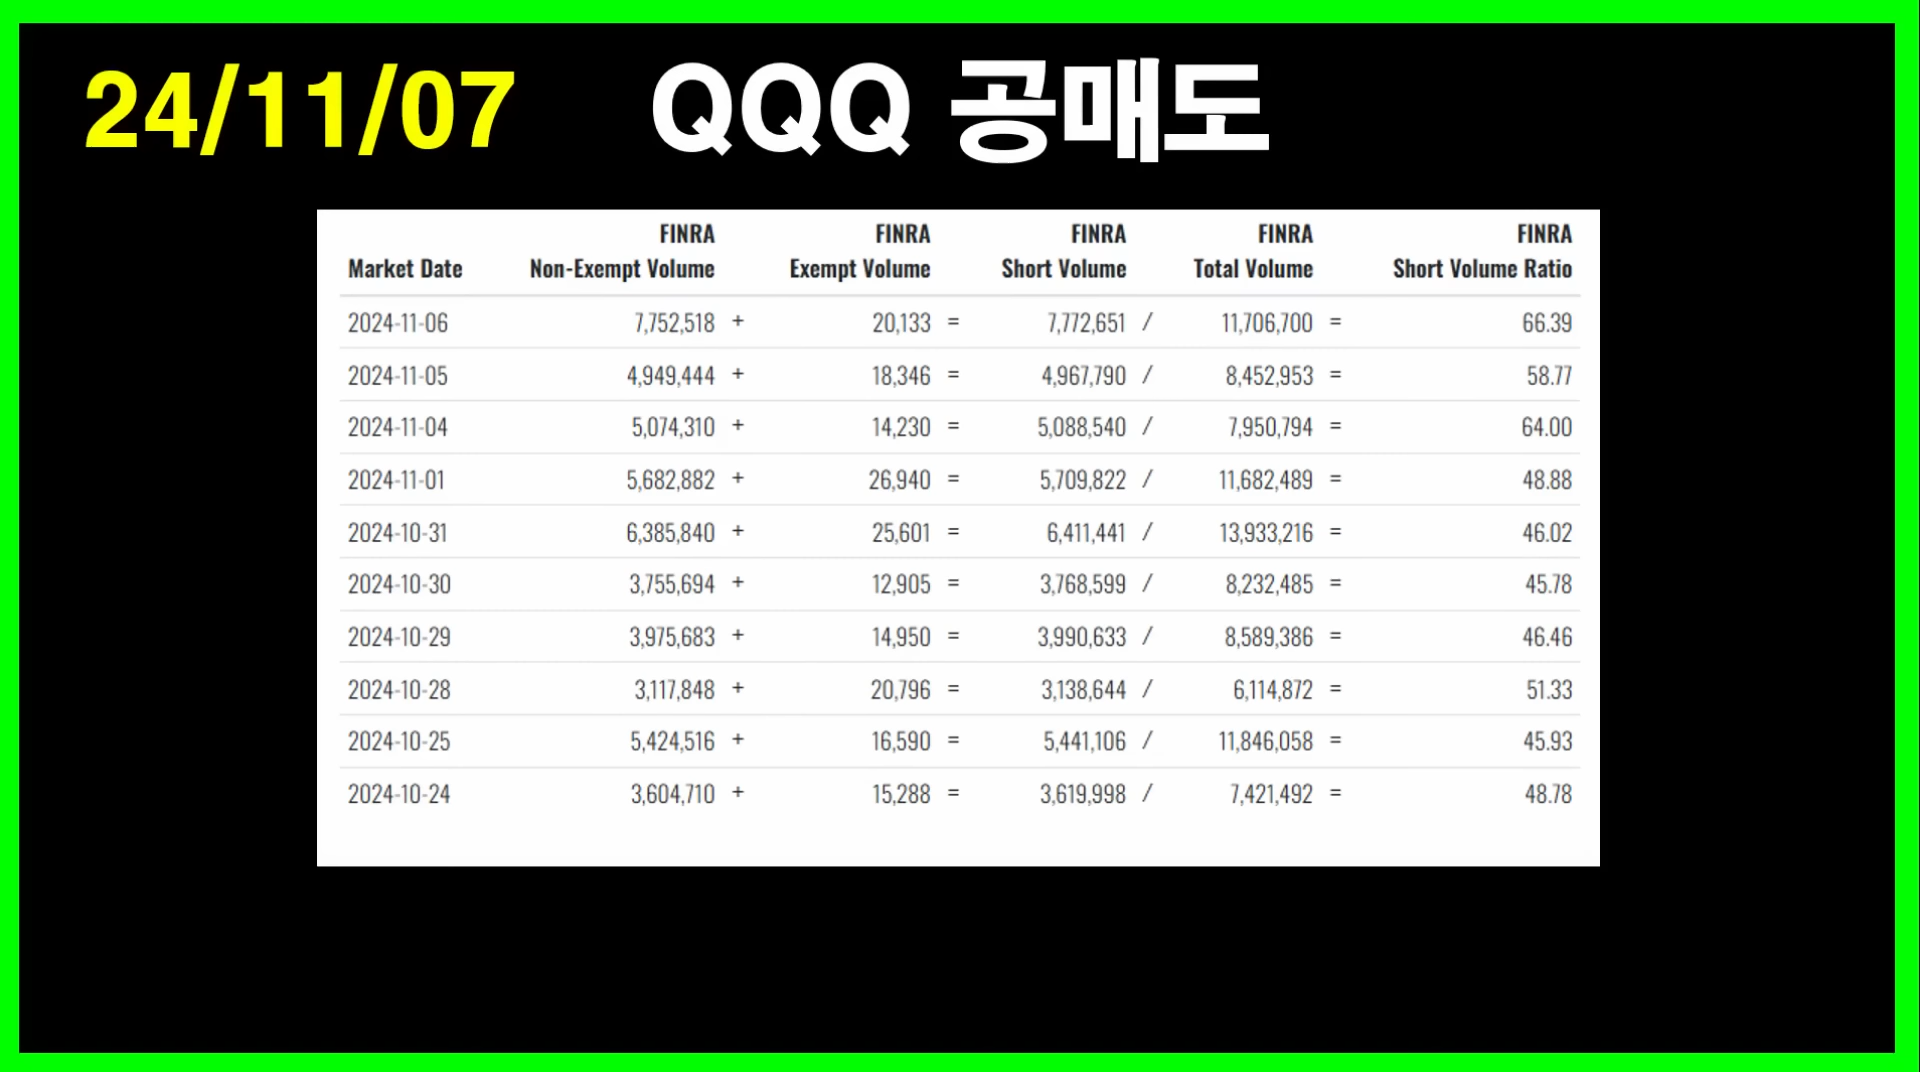 24/11/07 QQQ 공매도
FINRA FINRA FINRA FINRA FINRA
Market Date Non-Exempt Volume Exempt Volume Short Volume Total Volume Short Volume Ratio
2024-11-06 7,752,518 + 20,133 = 7,772,651 / 11,706,700 = 66.39
2024-11-05 4,949,444 + 18,346 = 4,967,790 / 8,452,953 = 58.77
2024-11-04 5,074,310 + 14,230 = 5,088,540 / 7,950,794 = 64.00
2024-11-01 5,682,882 + 26,940 = 5,709,822 / 11,682,489 = 48.88
2024-10-31 6,385,840 + 25,601 = 6,411,441 / 13,933,216 = 46.02
2024-10-30 3,755,694 + 12,905 = 3,768,599 / 8,232,485 = 45.78
2024-10-29 3,975,683 + 14,950 = 3,990,633 / 8,589,386 = 46.46
2024-10-28 3,117,848 + 20,796 = 3,138,644 / 6,114,872 = 51.33
2024-10-25 5,424,516 + 16,590 = 5,441,106 / 11,846,058 = 45.93
2024-10-24 3,604,710 + 15,288 = 3,619,998 / 7,421,492 = 48.78